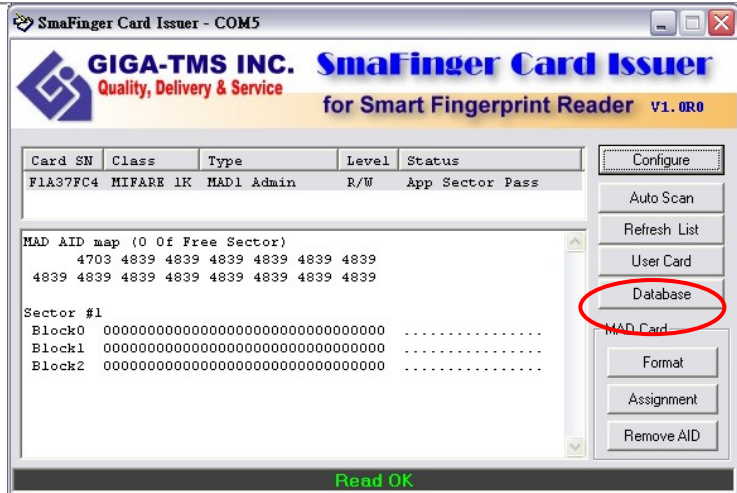 SmaFinger Card Issuer - COM5
GIGA-TMS INC.
Quality, Delivery & Service
SmaFinger Card Issuer
for Smart Fingerprint Reader V1.0R0
Card SN Class Type Level Status
F1A37FC4 MIFARE 1K MAD1 Admin R/W App Sector Pass
Configure
Auto Scan
Refresh List
User Card
Database
MAD AID map (0 Of Free Sector)
4703 4839 4839 4839 4839 4839 4839
4839 4839 4839 4839 4839 4839 4839 4839
Sector #1
Block0 00000000000000000000000000000000 ................
Block1 00000000000000000000000000000000 ................
Block2 00000000000000000000000000000000 ................
MAD Card
Format
Assignment
Remove AID
Read OK